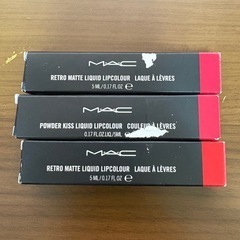 MAC
RETRO MATTE LIQUID LIPCOLOUR LAQUE À LÈVRES
5 ML / 0.17 FL.OZ
MAC
POWDER KISS LIQUID LIPCOLOUR COULEUR À LÈVRES
0.17 FL.OZ.LIQ./5ML
MAC
RETRO MATTE LIQUID LIPCOLOUR LAQUE À LÈVRES
5 ML / 0.17 FL.OZ